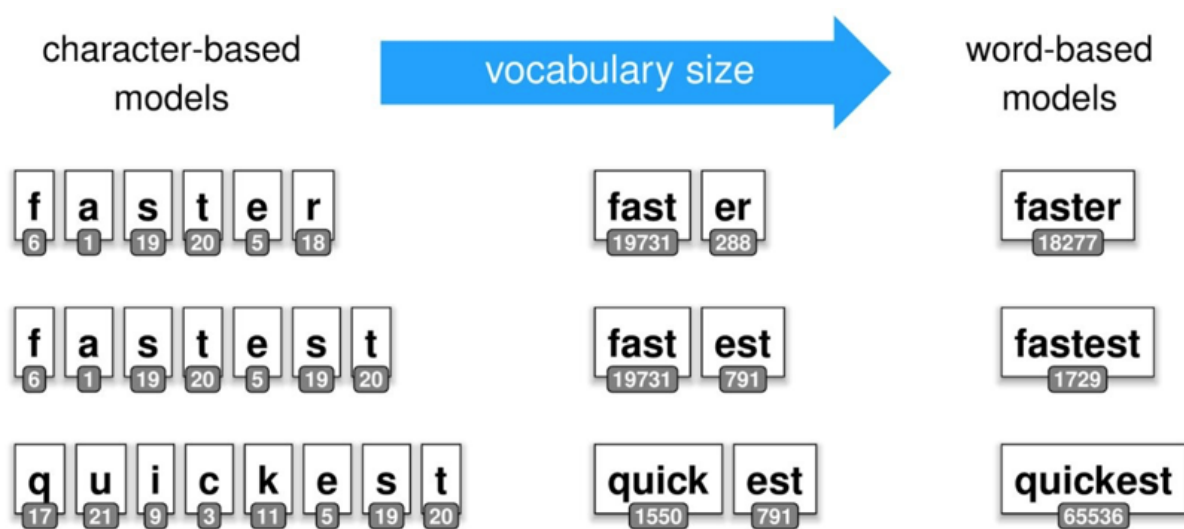 character-based
models
vocabulary size
word-based
models
f a s t e r
6 1 19 20 5 18
fast er
19731 288
faster
18277
f a s t e s t
6 1 19 20 5 19 20
fast est
19731 791
fastest
1729
q u i c k e s t
17 21 9 3 11 5 19 20
quick est
1550 791
quickest
65536